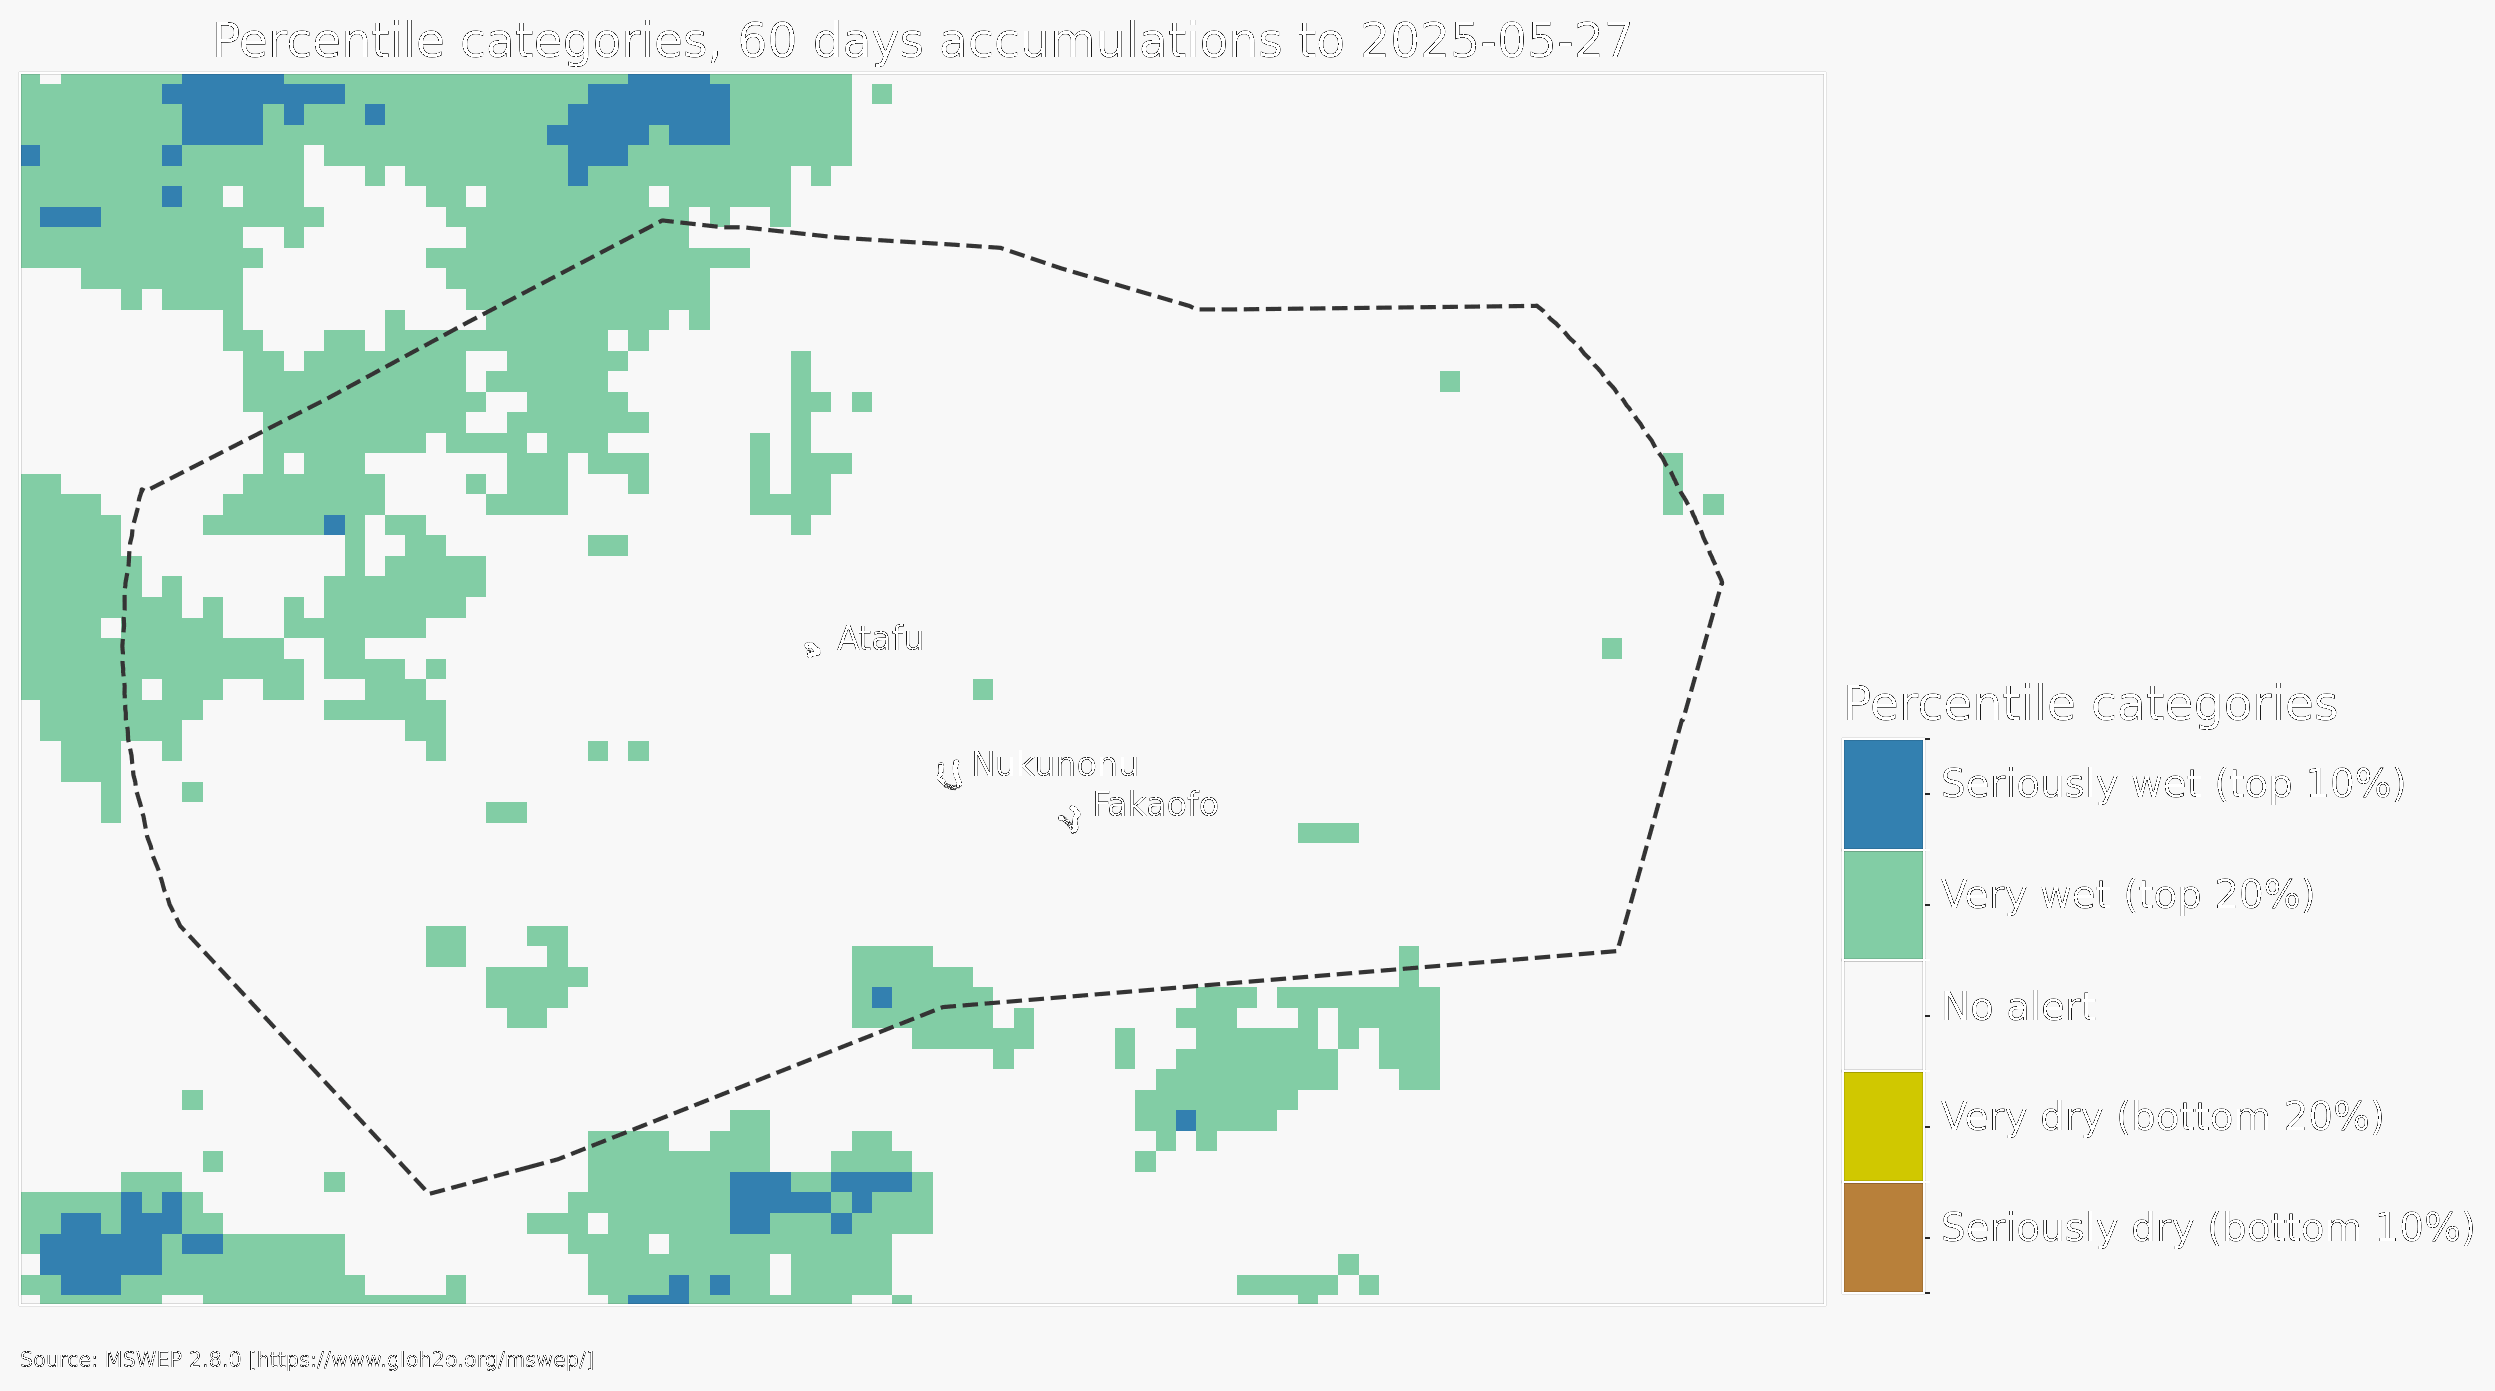 Percentile categories, 60 days accumulations to 2025-05-27
Atafu
Nukunonu
Fakaofo
Percentile categories
Seriously wet (top 10%)
Very wet (top 20%)
No alert
Very dry (bottom 20%)
Seriously dry (bottom 10%)
Source: MSWEP 2.8.0 [https://www.gloh2o.org/mswep/]